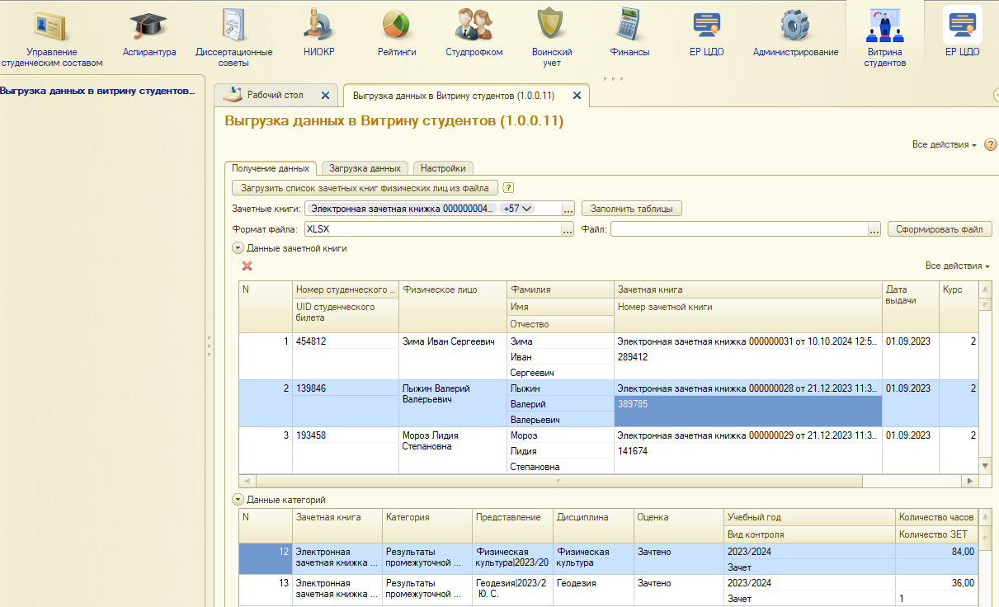 Управление студенческим составом
Аспирантура
Диссертационные советы
НИОКР
Рейтинги
Студпрофком
Воинский учет
Финансы
ЕР ЦДО
Администрирование
Витрина студентов
ЕР ЦДО
Выгрузка данных в витрину студентов...
Рабочий стол
Выгрузка данных в Витрину студентов (1.0.0.11)
Выгрузка данных в Витрину студентов (1.0.0.11)
Все действия
?
Получение данных Загрузка данных Настройки
Загрузить список зачетных книг физических лиц из файла ?
Зачетные книги: Электронная зачетная книжка 000000004... +57 ... Заполнить таблицы
Формат файла: XLSX ... Файл: ... Сформировать файл
Данные зачетной книги
Все действия
N Номер студенческого ... Физическое лицо Фамилия Зачетная книга Дата выдачи Курс
UID студенческого билета Имя Номер зачетной книги
Отчество
1 454812 Зима Иван Сергеевич Зима Электронная зачетная книжка 000000031 от 10.10.2024 12:5... 01.09.2023 2
Иван 289412
Сергеевич
2 139846 Лыжин Валерий Валерьевич Лыжин Электронная зачетная книжка 000000028 от 21.12.2023 11:3... 01.09.2023 2
Валерий 389785
Валерьевич
3 193458 Мороз Лидия Степановна Мороз Электронная зачетная книжка 000000029 от 21.12.2023 11:3... 01.09.2023 2
Лидия 141674
Степановна
Данные категорий
N Зачетная книга Категория Представление Дисциплина Оценка Учебный год Количество часов
Вид контроля Количество ЗЕТ
12 Электронная зачетная книжка ... Результаты промежуточной ... Физическая культура|2023/20 Физическая культура Зачтено 2023/2024 84,00
Зачет
13 Электронная зачетная книжка ... Результаты промежуточной ... Геодезия|2023/2 Ю. С. Геодезия Зачтено 2023/2024 36,00
Зачет 1